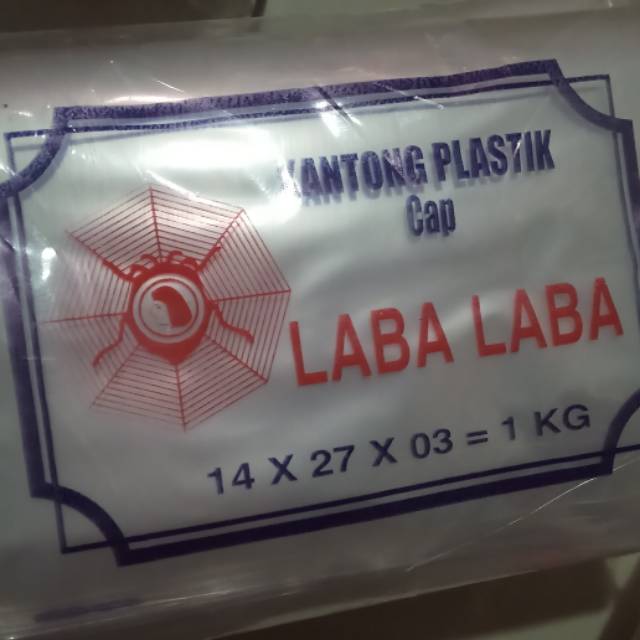 KANTONG PLASTIK
Cap
LABA LABA
14 X 27 X 03 = 1 KG